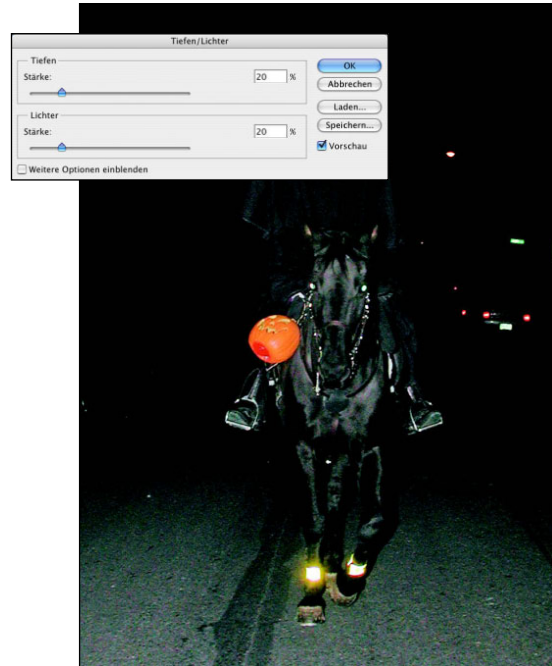 Tiefen/Lichter
Tiefen
Stärke: 20 %
Lichter
Stärke: 20 %
Weitere Optionen einblenden
OK
Abbrechen
Laden...
Speichern...
Vorschau